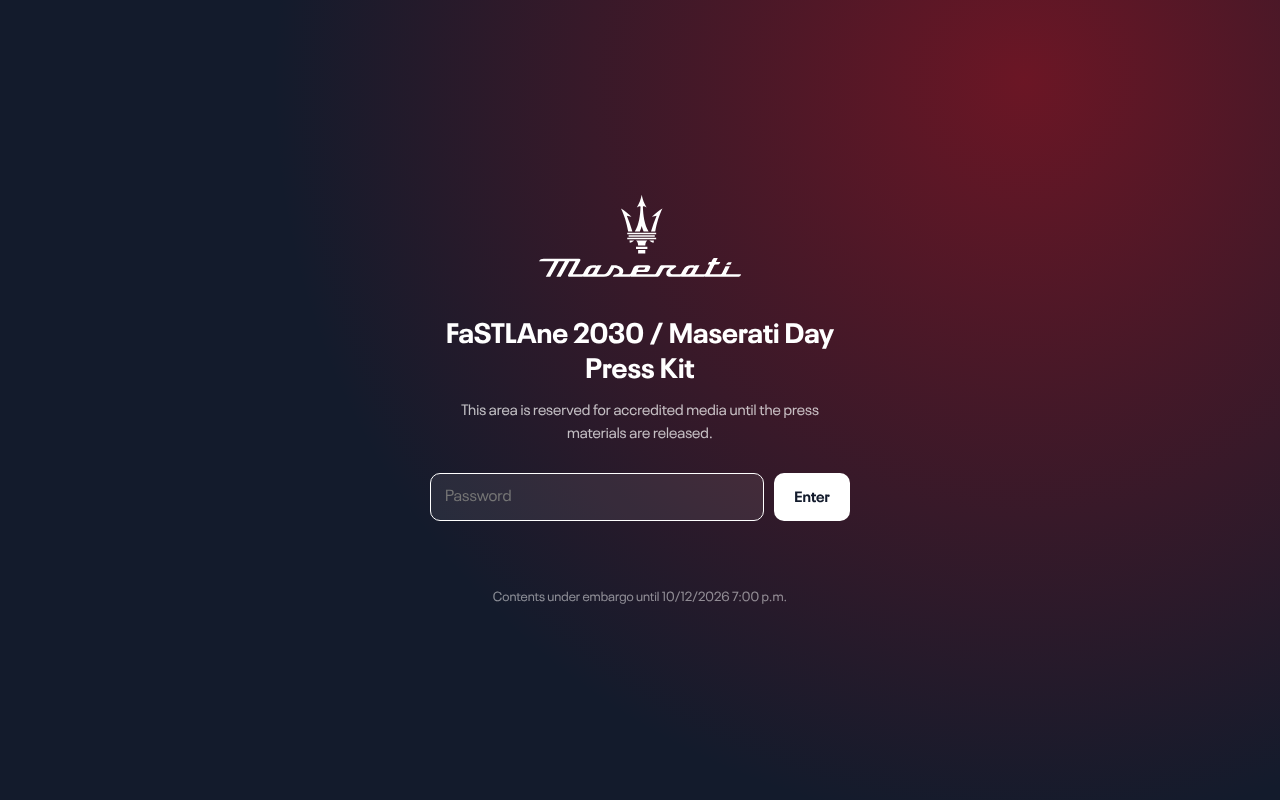 Maserati
FaSTLAne 2030 / Maserati Day
Press Kit
This area is reserved for accredited media until the press
materials are released.
Password
Enter
Contents under embargo until 10/12/2026 7:00 p.m.